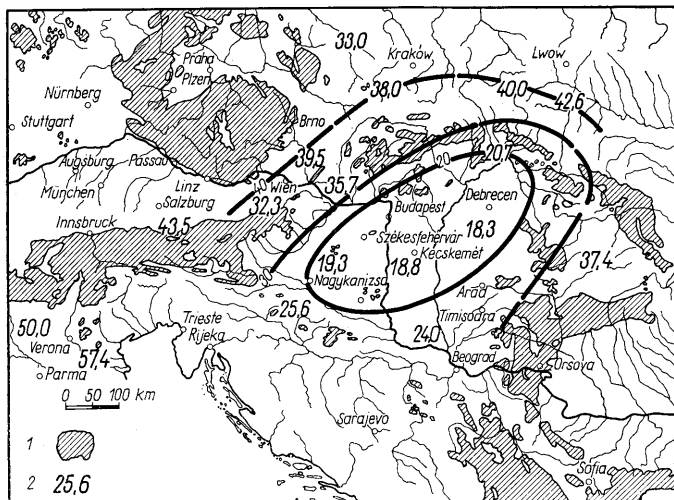 33,0
Kraków
Lwow
Praha
Plzen
38,0
40,0
42,6
Nürnberg
Stuttgart
Brno
39,5
20,7
20
Augsburg
Passau
40
Wien
35,7
München
Linz
Salzburg
32,3
Budapest
Debrecen
Innsbruck
43,5
Székesfehérvár
18,3
Kecskemét
19,3
18,8
37,4
Nagykanizsa
Arad
25,6
50,0
Trieste
Timisoara
Verona
Rijeka
24,0
57,4
Beograd
Orsova
Parma
0 50 100 km
Sarajevo
1
2 25,6
Sofia